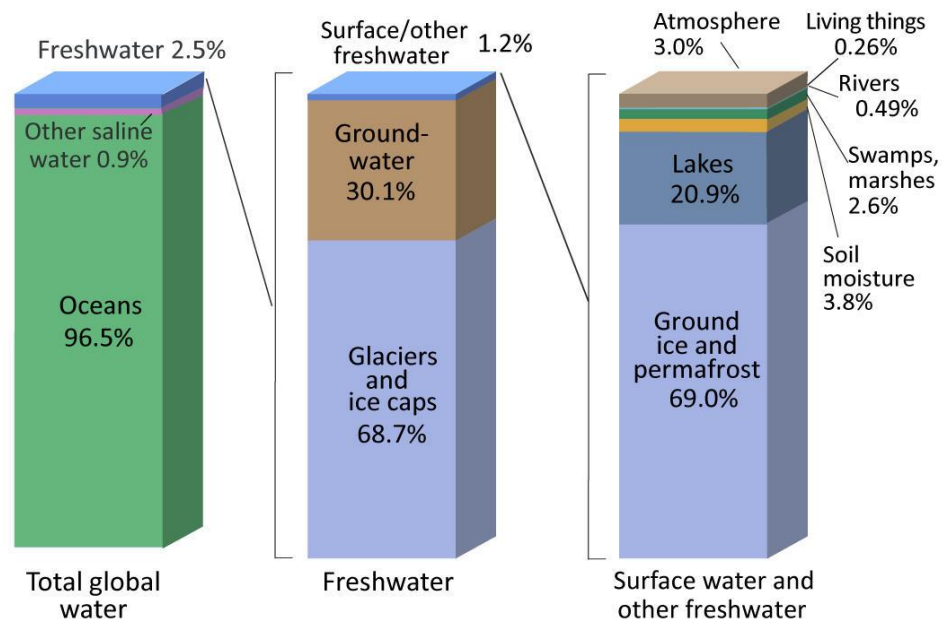 Freshwater 2.5%
Other saline
water 0.9%
Oceans
96.5%
Total global
water
Surface/other
freshwater
1.2%
Ground-
water
30.1%
Glaciers
and
ice caps
68.7%
Freshwater
Atmosphere
3.0%
Living things
0.26%
Rivers
0.49%
Swamps,
marshes
2.6%
Soil
moisture
3.8%
Lakes
20.9%
Ground
ice and
permafrost
69.0%
Surface water and
other freshwater